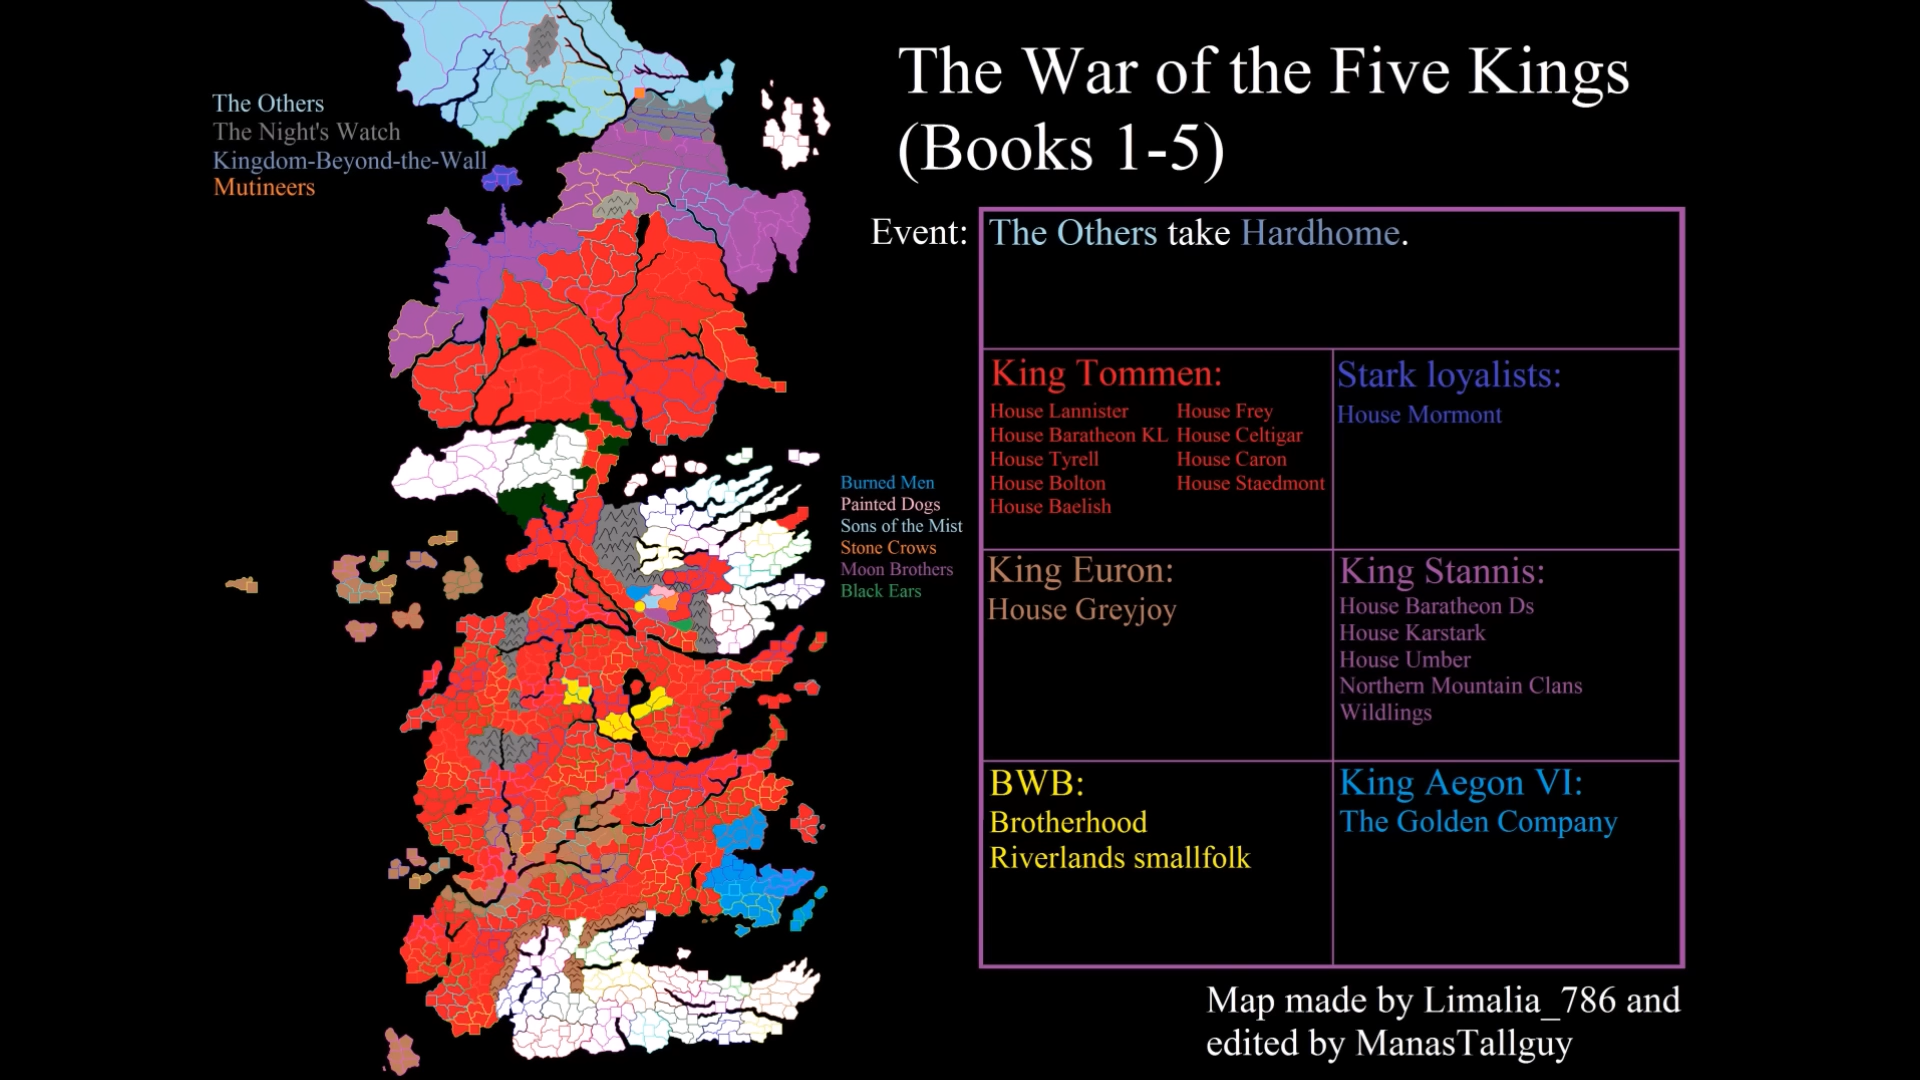 The War of the Five Kings
(Books 1-5)
The Others
The Night's Watch
Kingdom-Beyond-the-Wall
Mutineers
Event: The Others take Hardhome.
King Tommen:
House Lannister
House Baratheon KL
House Tyrell
House Bolton
House Baelish
House Frey
House Celtigar
House Caron
House Staedmont
Stark loyalists:
House Mormont
Burned Men
Painted Dogs
Sons of the Mist
Stone Crows
Moon Brothers
Black Ears
King Euron:
House Greyjoy
King Stannis:
House Baratheon Ds
House Karstark
House Umber
Northern Mountain Clans
Wildlings
BWB:
Brotherhood
Riverlands smallfolk
King Aegon VI:
The Golden Company
Map made by Limalia_786 and
edited by ManasTallguy